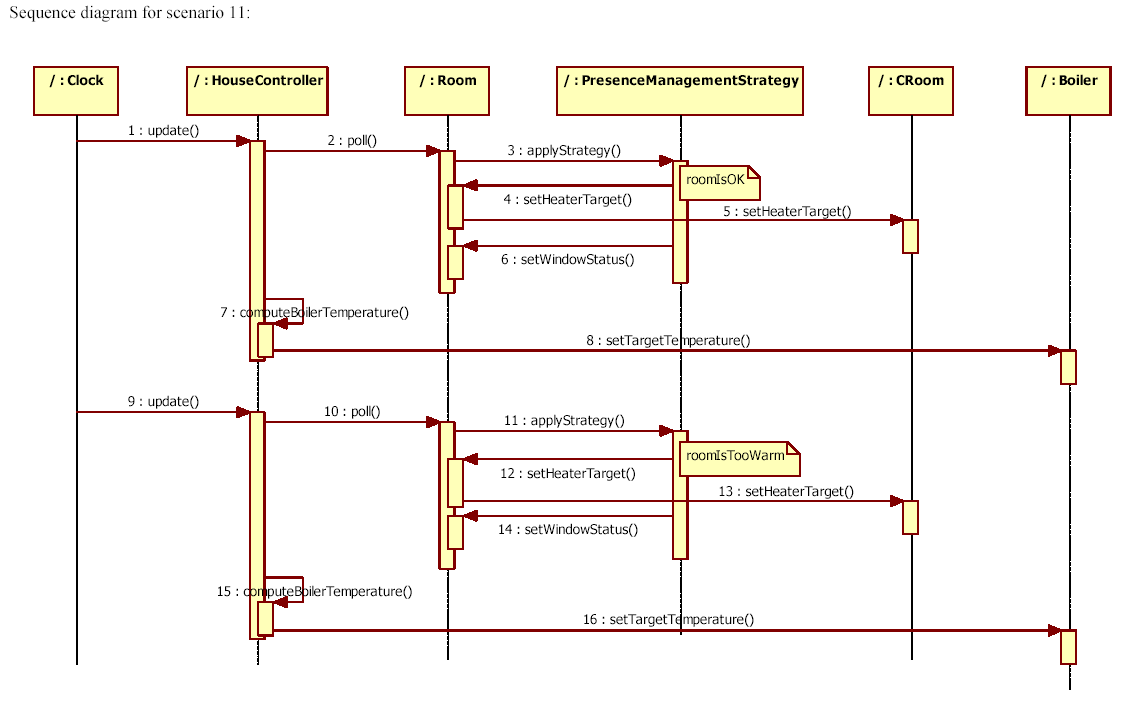 Sequence diagram for scenario 11:
/ : Clock
/ : HouseController
/ : Room
/ : PresenceManagementStrategy
/ : CRoom
/ : Boiler
1 : update()
2 : poll()
3 : applyStrategy()
roomIsOK
4 : setHeaterTarget()
5 : setHeaterTarget()
6 : setWindowStatus()
7 : computeBoilerTemperature()
8 : setTargetTemperature()
9 : update()
10 : poll()
11 : applyStrategy()
roomIsTooWarm
12 : setHeaterTarget()
13 : setHeaterTarget()
14 : setWindowStatus()
15 : computeBoilerTemperature()
16 : setTargetTemperature()